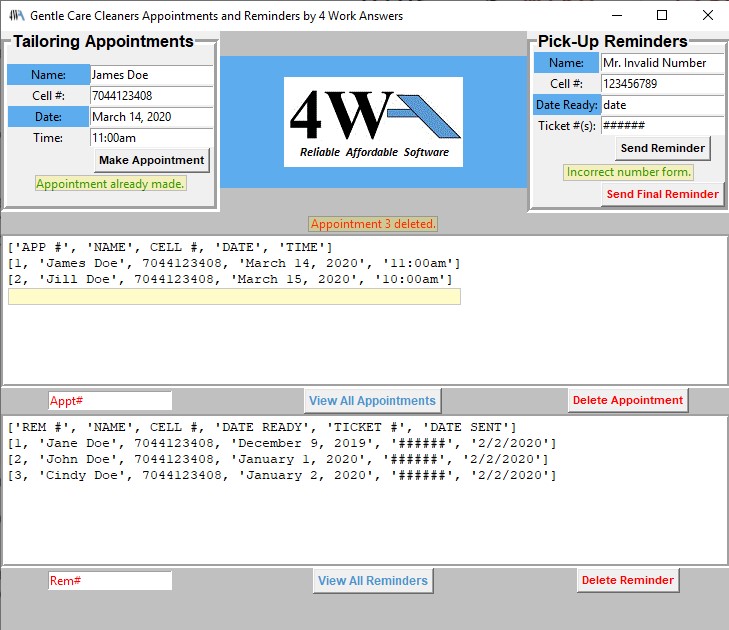 Gentle Care Cleaners Appointments and Reminders by 4 Work Answers
Tailoring Appointments
Name: James Doe
Cell #: 7044123408
Date: March 14, 2020
Time: 11:00am
Make Appointment
Appointment already made.
4WA
Reliable Affordable Software
Pick-Up Reminders
Name: Mr. Invalid Number
Cell #: 123456789
Date Ready: date
Ticket #(s): ######
Send Reminder
Incorrect number form.
Send Final Reminder
Appointment 3 deleted.
['APP #', 'NAME', CELL #, 'DATE', 'TIME']
[1, 'James Doe', 7044123408, 'March 14, 2020', '11:00am']
[2, 'Jill Doe', 7044123408, 'March 15, 2020', '10:00am']
Appt# View All Appointments Delete Appointment
['REM #', 'NAME', CELL #, 'DATE READY', 'TICKET #', 'DATE SENT']
[1, 'Jane Doe', 7044123408, 'December 9, 2019', '######', '2/2/2020']
[2, 'John Doe', 7044123408, 'January 1, 2020', '######', '2/2/2020']
[3, 'Cindy Doe', 7044123408, 'January 2, 2020', '######', '2/2/2020']
Rem# View All Reminders Delete Reminder